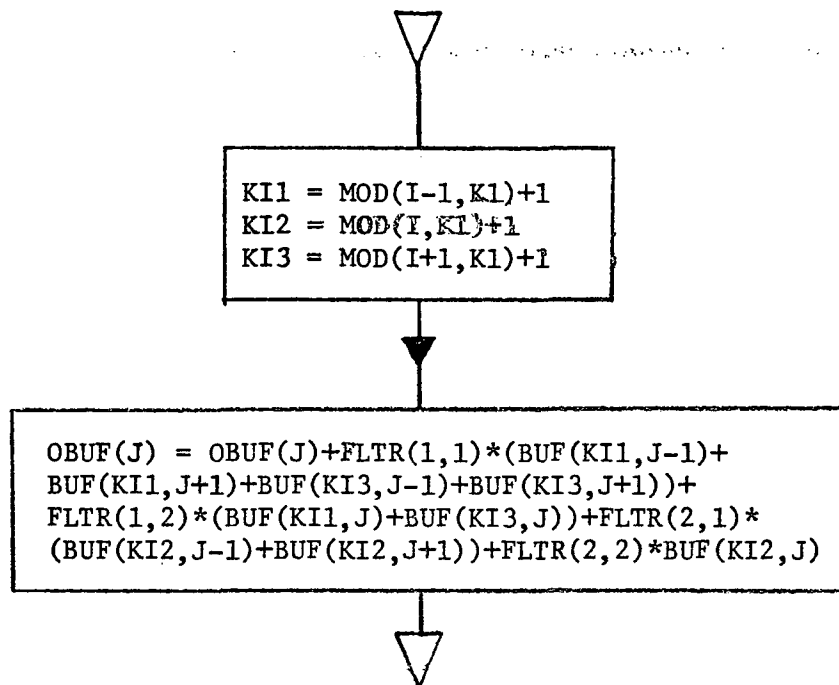 KI1 = MOD(I-1,K1)+1
KI2 = MOD(I,K1)+1
KI3 = MOD(I+1,K1)+1
OBUF(J) = OBUF(J)+FLTR(1,1)*(BUF(KI1,J-1)+
BUF(KI1,J+1)+BUF(KI3,J-1)+BUF(KI3,J+1))+
FLTR(1,2)*(BUF(KI1,J)+BUF(KI3,J))+FLTR(2,1)*
(BUF(KI2,J-1)+BUF(KI2,J+1))+FLTR(2,2)*BUF(KI2,J)